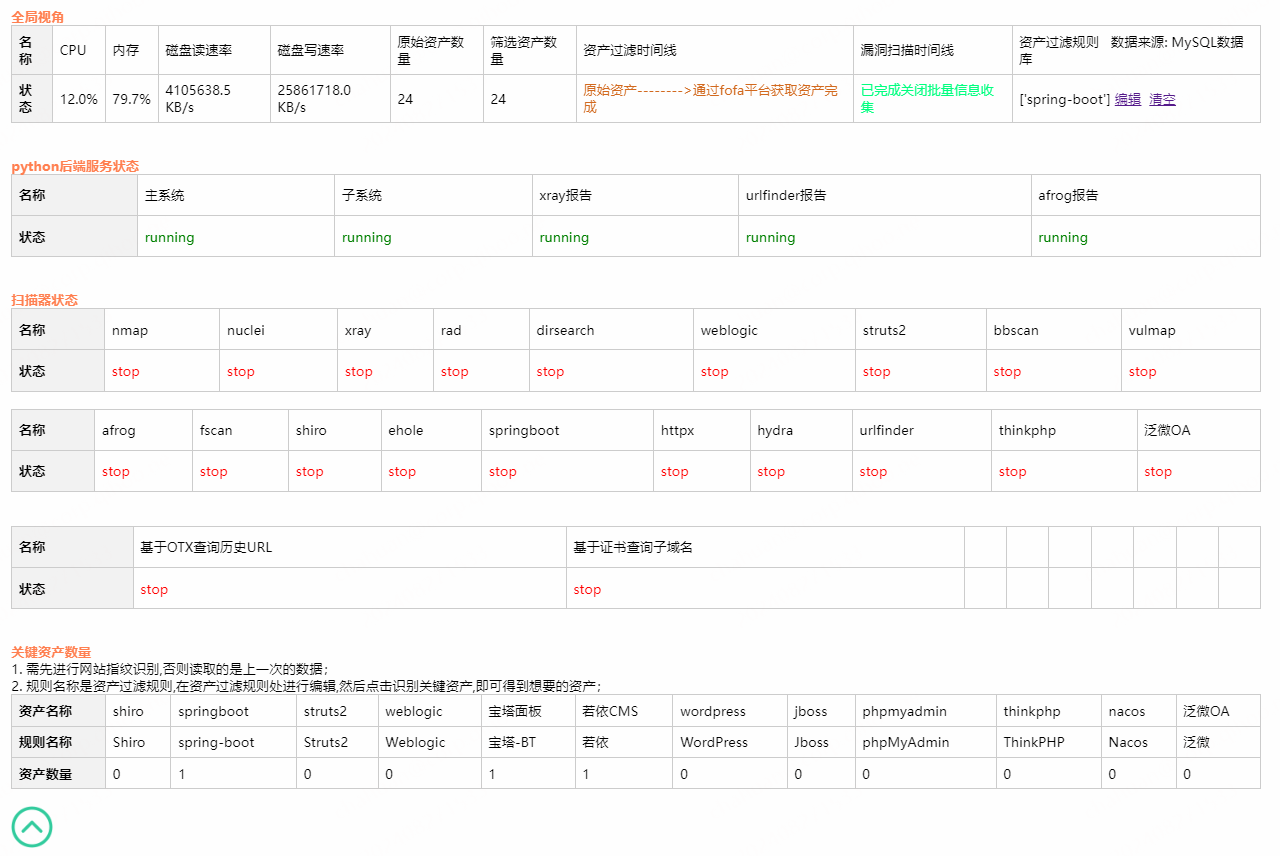 全局视角
名称 CPU 内存 磁盘读速率 磁盘写速率 原始资产数量 筛选资产数量 资产过滤时间线 漏洞扫描时间线 资产过滤规则 数据来源: MySQL数据库
状态 12.0% 79.7% 4105638.5 KB/s 25861718.0 KB/s 24 24 原始资产-------->通过fofa平台获取资产完成 已完成关闭批量信息收集 ['spring-boot'] 编辑 清空
python后端服务状态
名称 主系统 子系统 xray报告 urlfinder报告 afrog报告
状态 running running running running running
扫描器状态
名称 nmap nuclei xray rad dirsearch weblogic struts2 bbscan vulmap
状态 stop stop stop stop stop stop stop stop stop
名称 afrog fscan shiro ehole springboot httpx hydra urlfinder thinkphp 泛微OA
状态 stop stop stop stop stop stop stop stop stop stop
名称 基于OTX查询历史URL 基于证书查询子域名
状态 stop stop
关键资产数量
1. 需先进行网站指纹识别,否则读取的是上一次的数据;
2. 规则名称是资产过滤规则,在资产过滤规则处进行编辑,然后点击识别关键资产,即可得到想要的资产;
资产名称 shiro springboot struts2 weblogic 宝塔面板 若依CMS wordpress jboss phpmyadmin thinkphp nacos 泛微OA
规则名称 Shiro spring-boot Struts2 Weblogic 宝塔-BT 若依 WordPress Jboss phpMyAdmin ThinkPHP Nacos 泛微
资产数量 0 1 0 0 1 1 0 0 0 0 0 0